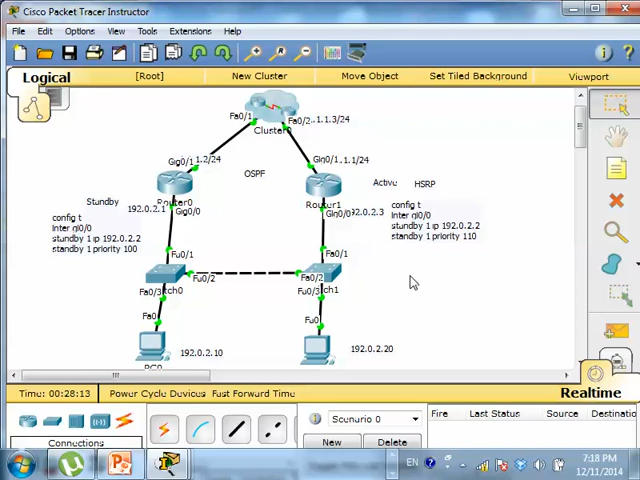 Cisco Packet Tracer Instructor
File Edit Options View Tools Extensions Help
Logical [Root] New Cluster Move Object Set Tiled Background Viewport
Fa0/1 Fa0/2 .1.1.3/24
Cluster0
Gig0/1 1.2/24 Gig0/1 .1.1/24
OSPF
Active HSRP
Standby Router0 Router1
192.0.2.1 Gig0/0 Gig0/0 192.0.2.3
config t
inter gi0/0
standby 1 ip 192.0.2.2
standby 1 priority 100
config t
inter gi0/0
standby 1 ip 192.0.2.2
standby 1 priority 110
Fa0/1 Fa0/1
Fa0/2 Fa0/2
Fa0/3 tch0 Fa0/3 ch1
Fa0 Fa0
PC0 192.0.2.10 192.0.2.20
Time: 00:28:13 Power Cycle Devices Fast Forward Time Realtime
Scenario 0 Fire Last Status Source Destinatio
Connections New Delete
EN 7:18 PM
12/11/2014